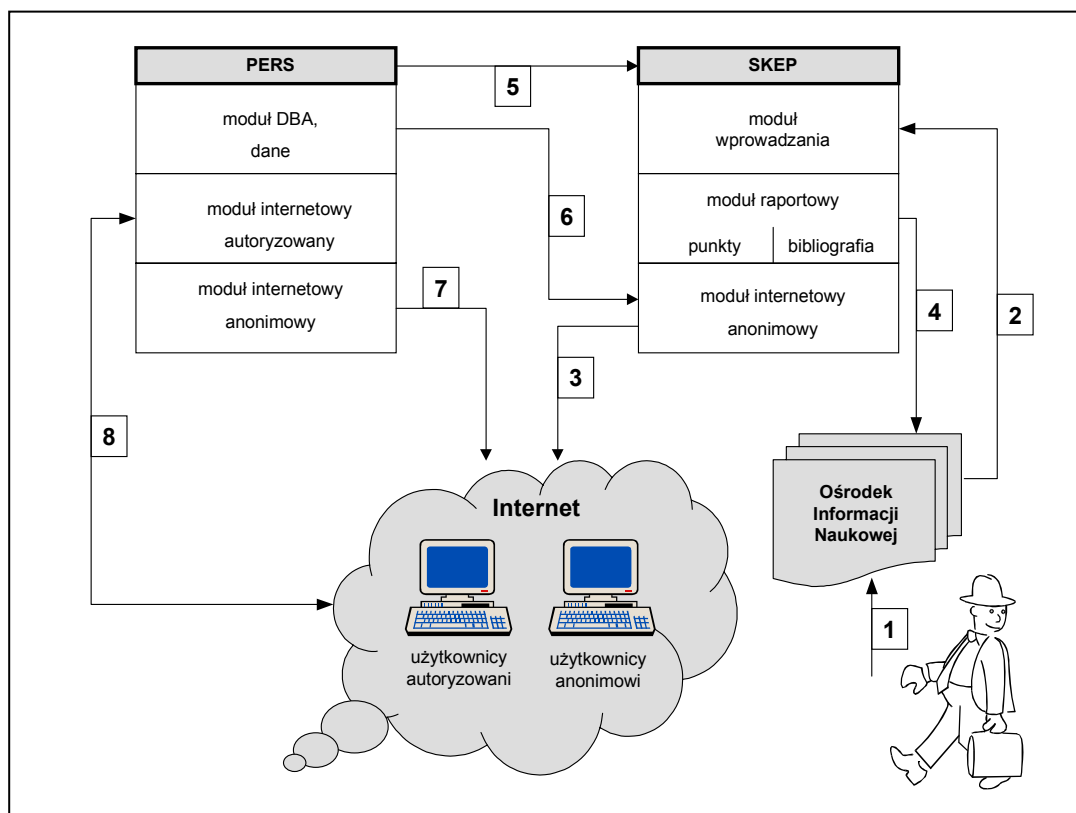 PERS
moduł DBA,
dane
moduł internetowy
autoryzowany
moduł internetowy
anonimowy
5
6
7
8
SKEP
moduł
wprowadzania
moduł raportowy
punkty
bibliografia
moduł internetowy
anonimowy
3
4
2
Internet
użytkownicy
autoryzowani
użytkownicy
anonimowi
Ośrodek
Informacji
Naukowej
1